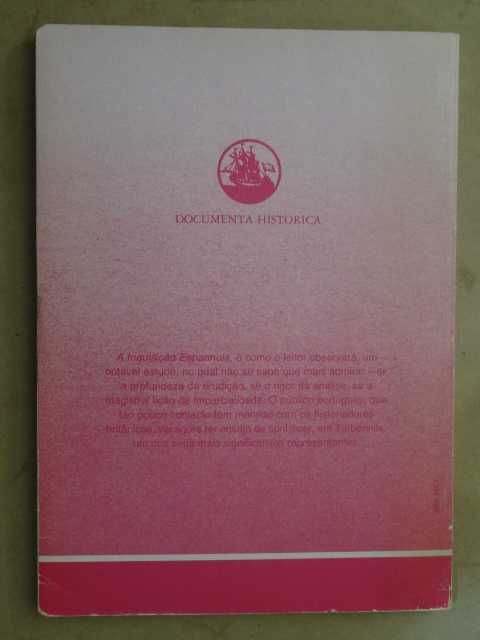 DOCUMENTA HISTORICA
A Inquisição Espanhola, é como o leitor observará, um
notável estudo, no qual não se sabe que mais admirar – se
a profundeza da erudição, se o rigor da análise, se a
magistral lição de imparcialidade. O público português, que
tão pouco contacto tem mantido com os historiadores
britânicos, vai agora ter ensejo de conhecer, em Turberville,
um dos seus mais significativos representantes.